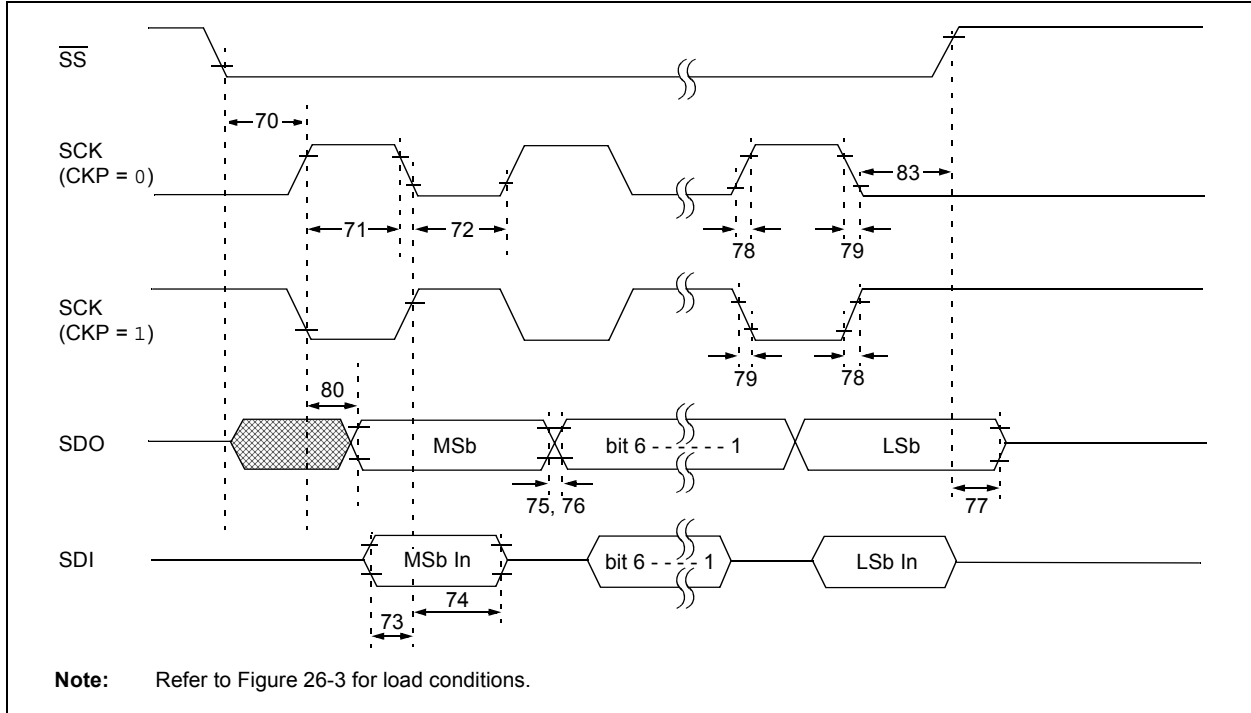 SS
70
SCK
(CKP = 0)
83
71
72
78
79
SCK
(CKP = 1)
79
78
80
SDO
MSb
bit 6 - - - - - - 1
LSb
75, 76
77
SDI
MSb In
bit 6 - - - - 1
LSb In
74
73
Note: Refer to Figure 26-3 for load conditions.